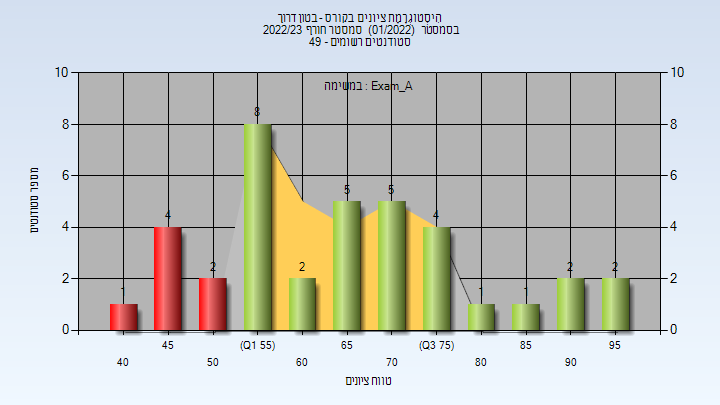 היסטוגרמת ציונים בקורס - בטון דרוך
בסמסטר (01/2022) סמסטר חורף 2022/23
סטודנטים רשומים - 49
במשימה : Exam_A
מספר סטודנטים
10 10
8 8
6 6
4 4
2 2
0 0
1 4 2 8 2 5 5 4 1 1 2 2
40 45 50 (Q1 55) 60 65 70 (Q3 75) 80 85 90 95
טווח ציונים